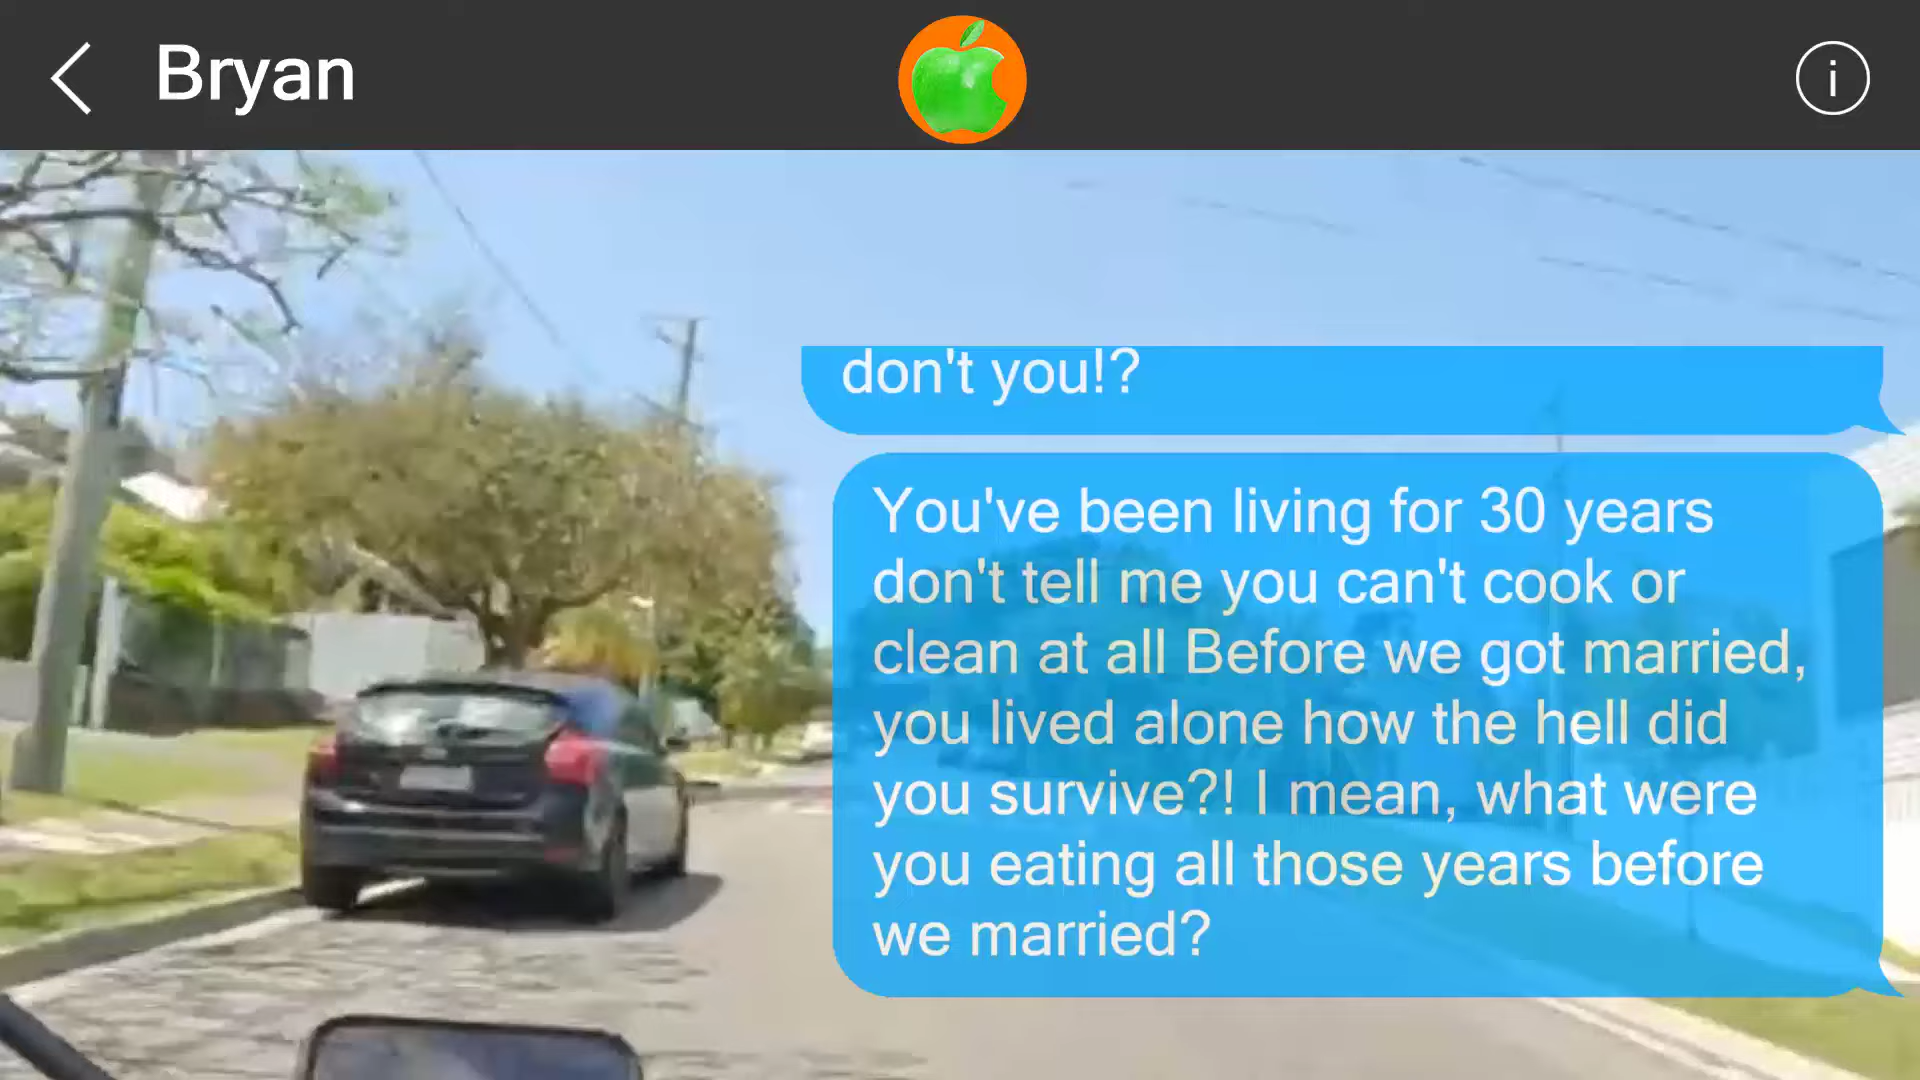 Bryan
i
don't you!?
You've been living for 30 years
don't tell me you can't cook or
clean at all Before we got married,
you lived alone how the hell did
you survive?! I mean, what were
you eating all those years before
we married?